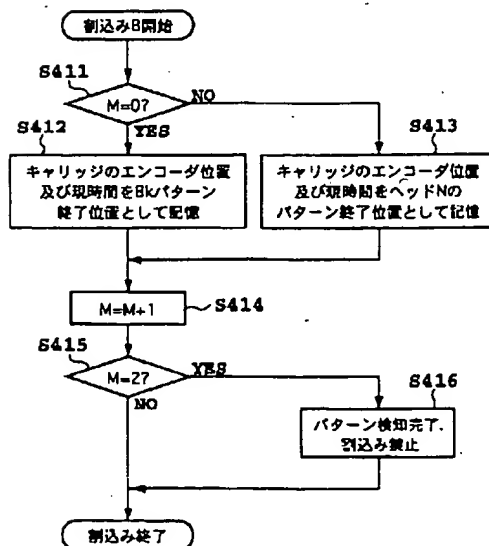 割込みB開始
S411
M=0?
NO
YES
S412
S413
キャリッジのエンコーダ位置
及び現時間をBkパターン
終了位置として記憶
キャリッジのエンコーダ位置
及び現時間をヘッドNの
パターン終了位置として記憶
M=M+1
S414
S415
M=2?
YES
NO
S416
パターン検知完了,
割込み禁止
割込み終了